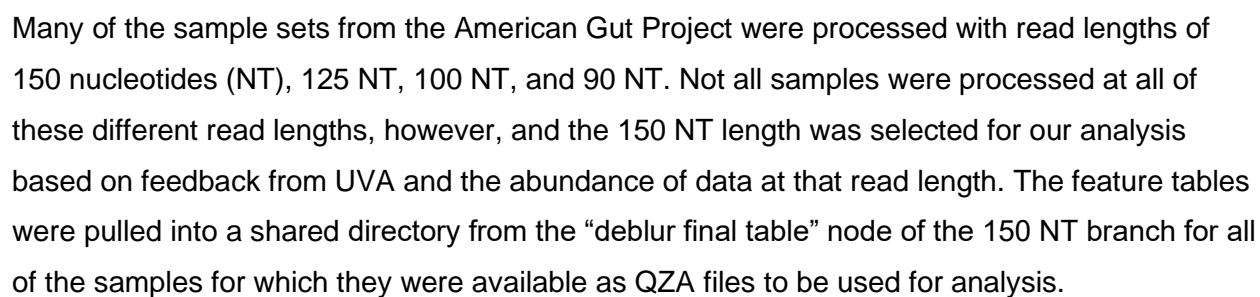 Many of the sample sets from the American Gut Project were processed with read lengths of
150 nucleotides (NT), 125 NT, 100 NT, and 90 NT. Not all samples were processed at all of
these different read lengths, however, and the 150 NT length was selected for our analysis
based on feedback from UVA and the abundance of data at that read length. The feature tables
were pulled into a shared directory from the “deblur final table” node of the 150 NT branch for all
of the samples for which they were available as QZA files to be used for analysis.